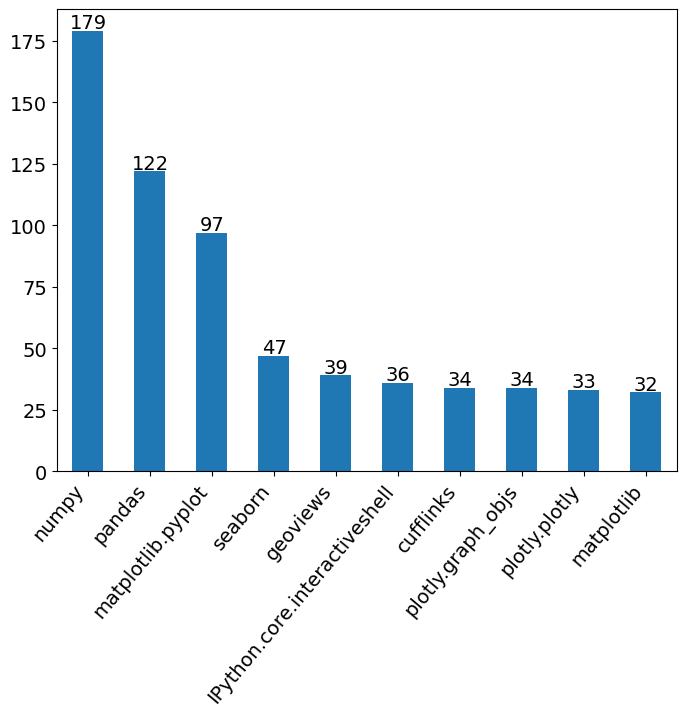 179
175
150
125
122
100
97
75
50
47
39
36
34
34
33
32
25
0
numpy
pandas
matplotlib.pyplot
seaborn
geoviews
IPython.core.interactiveshell
cufflinks
plotly.graph_objs
plotly.plotly
matplotlib